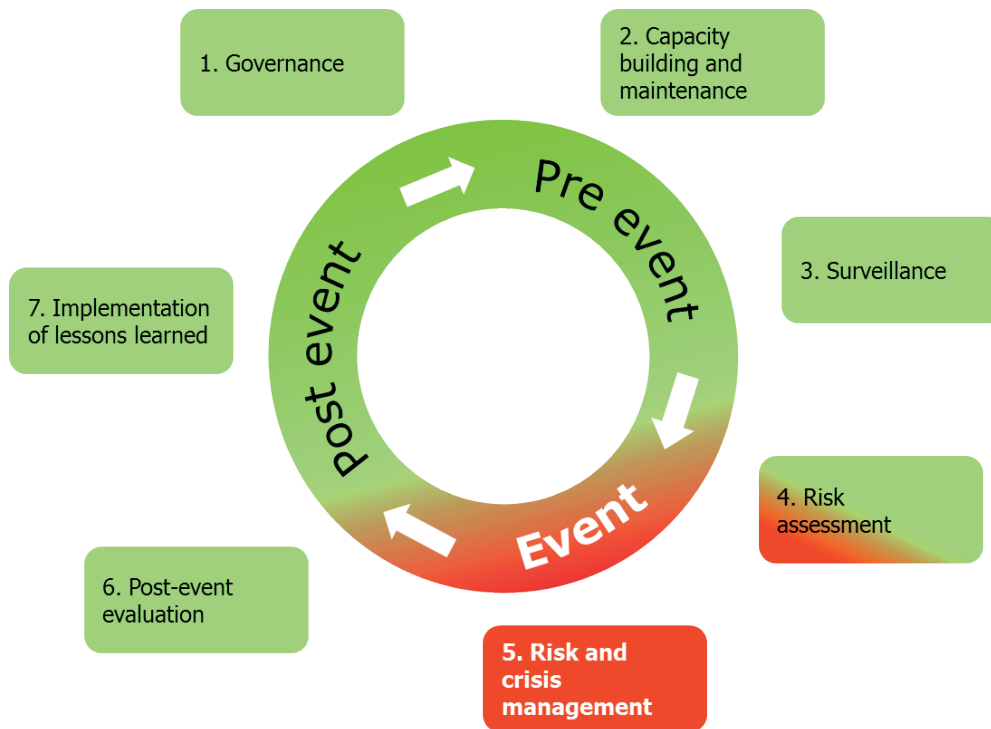 1. Governance
2. Capacity
building and
maintenance
Pre event
3. Surveillance
4. Risk
assessment
Event
5. Risk and
crisis
management
6. Post-event
evaluation
Post event
7. Implementation
of lessons learned